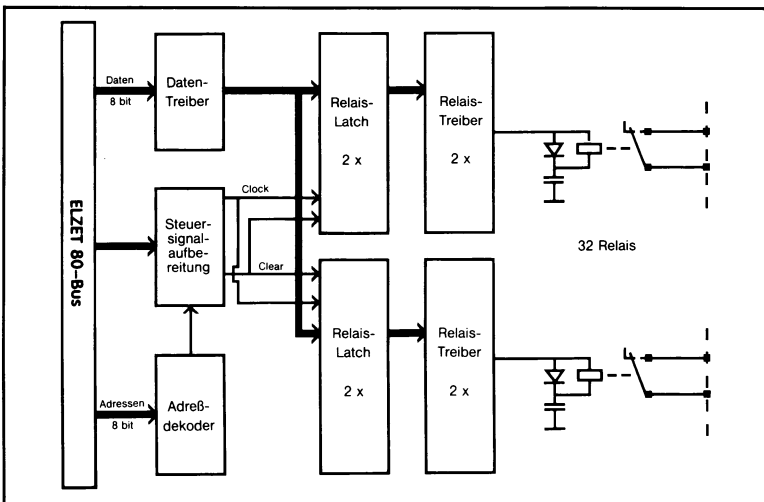 ELZET 80-Bus
Daten
8 bit
Daten-
Treiber
Steuer-
signal-
aufbe-
reitung
Adressen
8 bit
Adreß-
dekoder
Clock
Clear
Relais-
Latch
2 x
Relais-
Treiber
2 x
32 Relais
Relais-
Latch
2 x
Relais-
Treiber
2 x